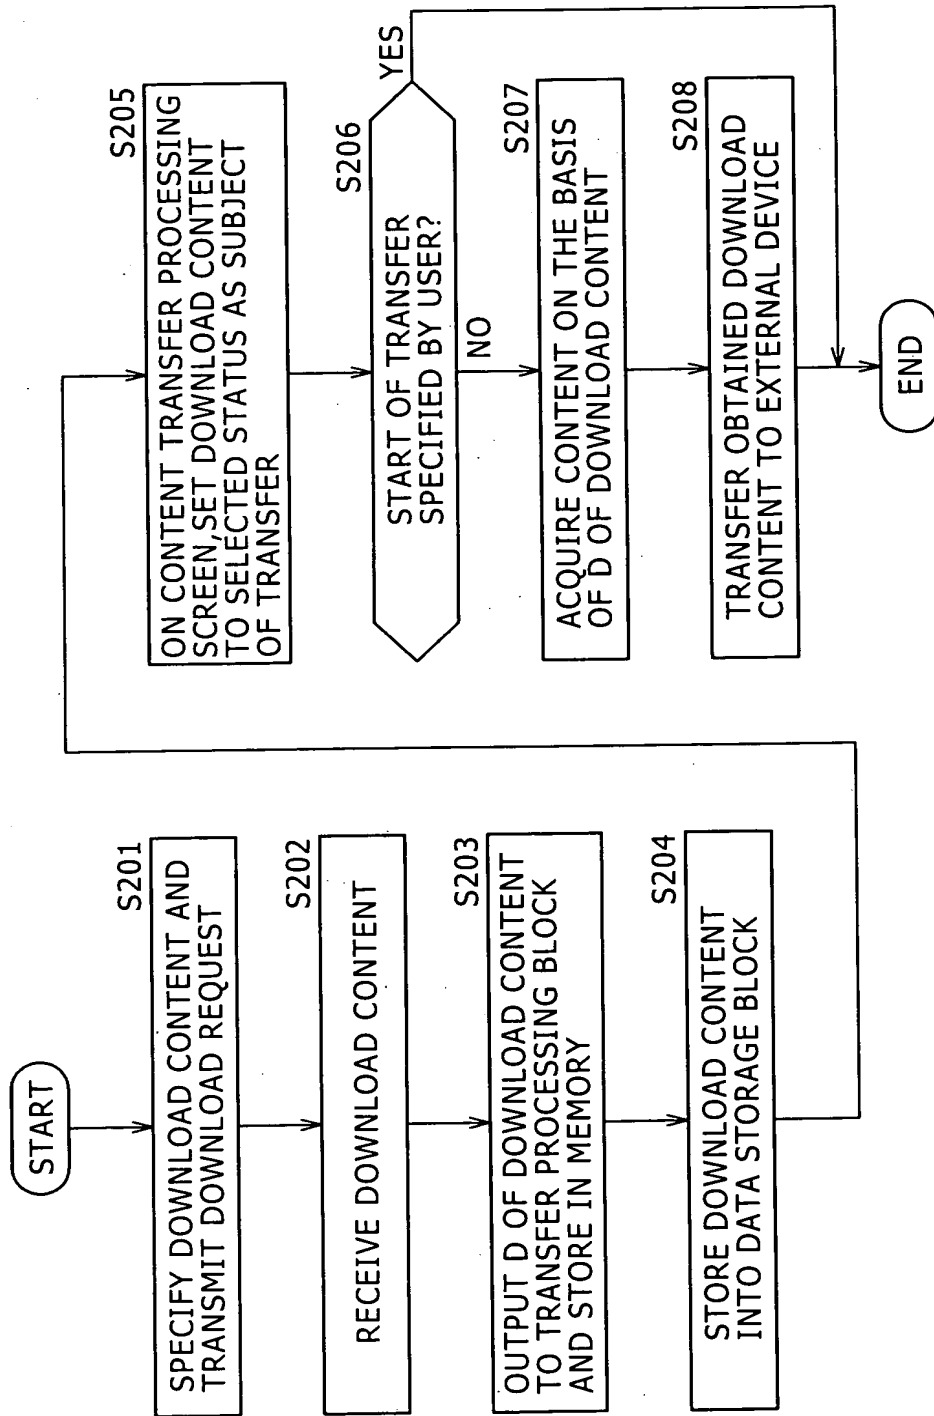 START
S201
SPECIFY DOWNLOAD CONTENT AND
TRANSMIT DOWNLOAD REQUEST
S202
RECEIVE DOWNLOAD CONTENT
S203
OUTPUT D OF DOWNLOAD CONTENT
TO TRANSFER PROCESSING BLOCK
AND STORE IN MEMORY
S204
STORE DOWNLOAD CONTENT
INTO DATA STORAGE BLOCK
S205
ON CONTENT TRANSFER PROCESSING
SCREEN,SET DOWNLOAD CONTENT
TO SELECTED STATUS AS SUBJECT
OF TRANSFER
S206
START OF TRANSFER
SPECIFIED BY USER?
YES
NO
S207
ACQUIRE CONTENT ON THE BASIS
OF D OF DOWNLOAD CONTENT
S208
TRANSFER OBTAINED DOWNLOAD
CONTENT TO EXTERNAL DEVICE
END